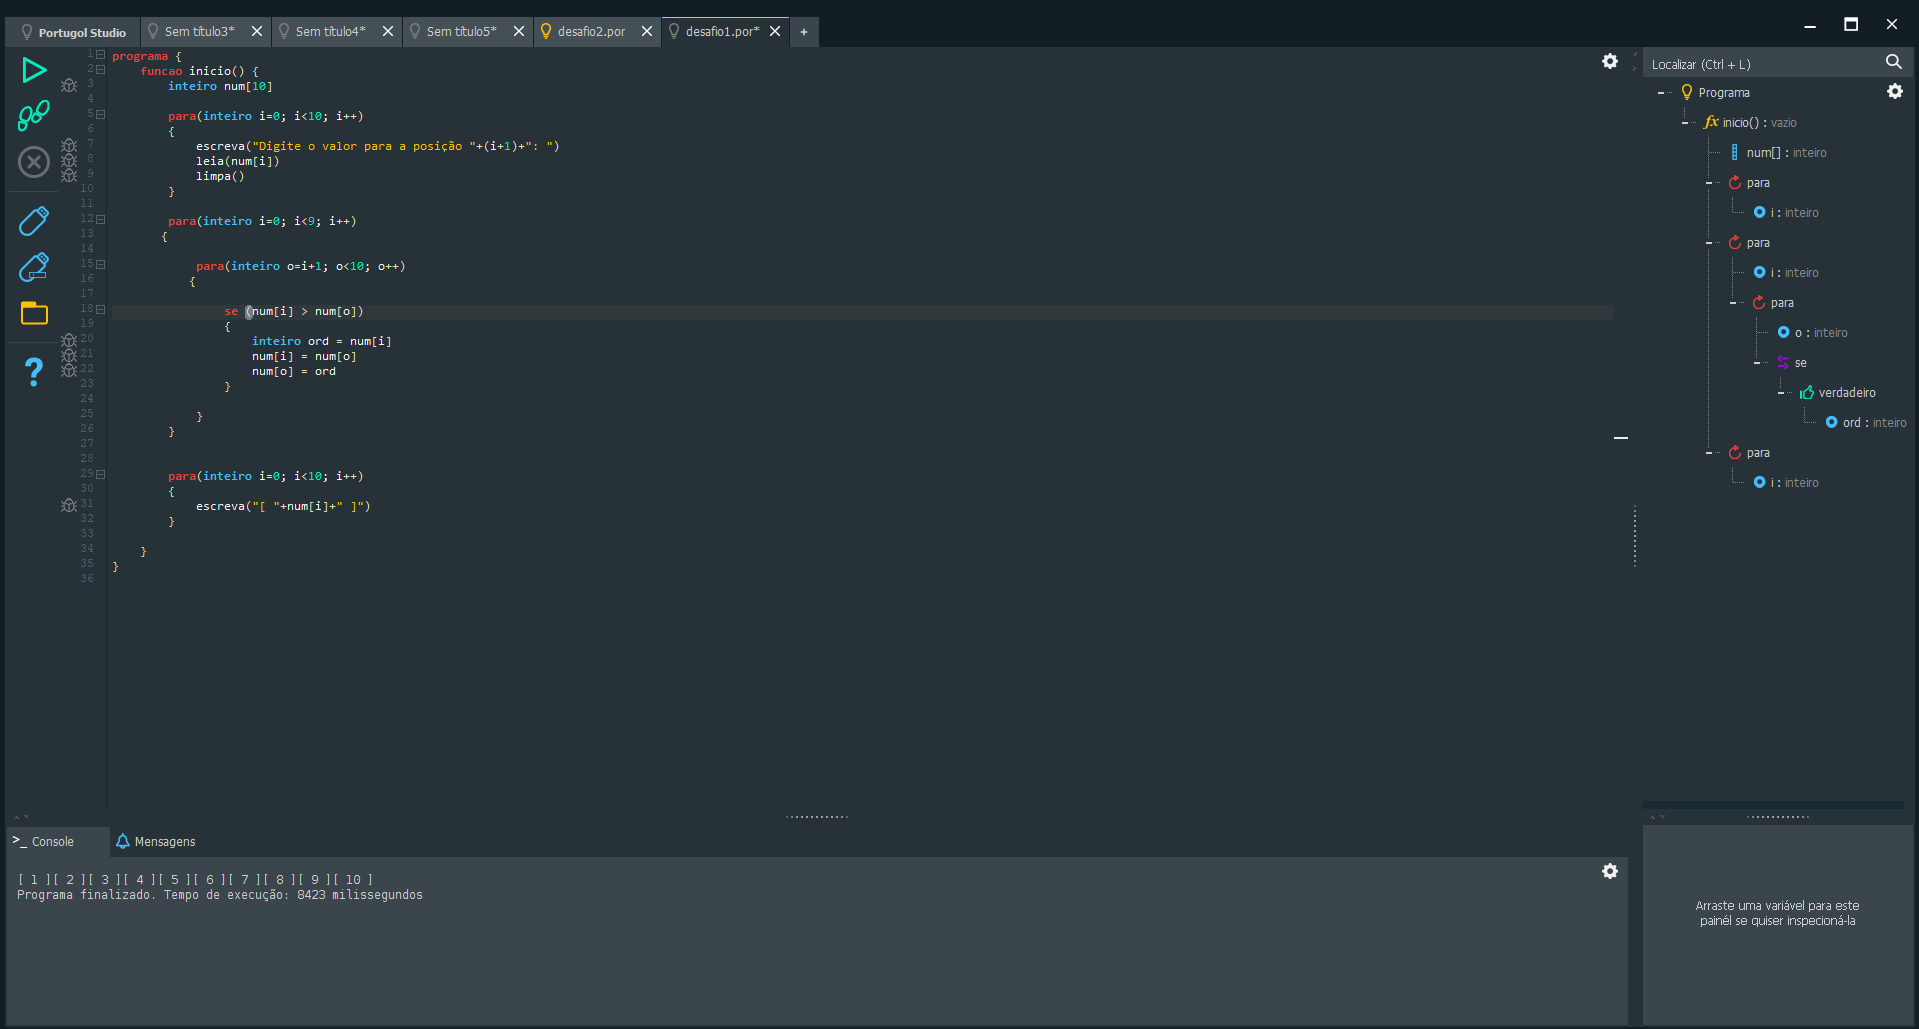 Portugol Studio
Sem título3*
Sem título4*
Sem título5*
desafio2.por
desafio1.por*
+
1 programa {
2 funcao inicio() {
3 inteiro num[10]
4
5 para(inteiro i=0; i<10; i++)
6 {
7 escreva("Digite o valor para a posição "+(i+1)+": ")
8 leia(num[i])
9 limpa()
10 }
11
12 para(inteiro i=0; i<9; i++)
13 {
14
15 para(inteiro o=i+1; o<10; o++)
16 {
17
18 se (num[i] > num[o])
19 {
20 inteiro ord = num[i]
21 num[i] = num[o]
22 num[o] = ord
23 }
24
25 }
26 }
27
28
29 para(inteiro i=0; i<10; i++)
30 {
31 escreva("[ "+num[i]+" ]")
32 }
33
34 }
35 }
36
Localizar (Ctrl + L)
Programa
fx inicio() : vazio
num[] : inteiro
para
i : inteiro
para
i : inteiro
para
o : inteiro
se
verdadeiro
ord : inteiro
para
i : inteiro
>_ Console
Mensagens
[ 1 ][ 2 ][ 3 ][ 4 ][ 5 ][ 6 ][ 7 ][ 8 ][ 9 ][ 10 ]
Programa finalizado. Tempo de execução: 8423 milissegundos
Arraste uma variável para este
painél se quiser inspecioná-la